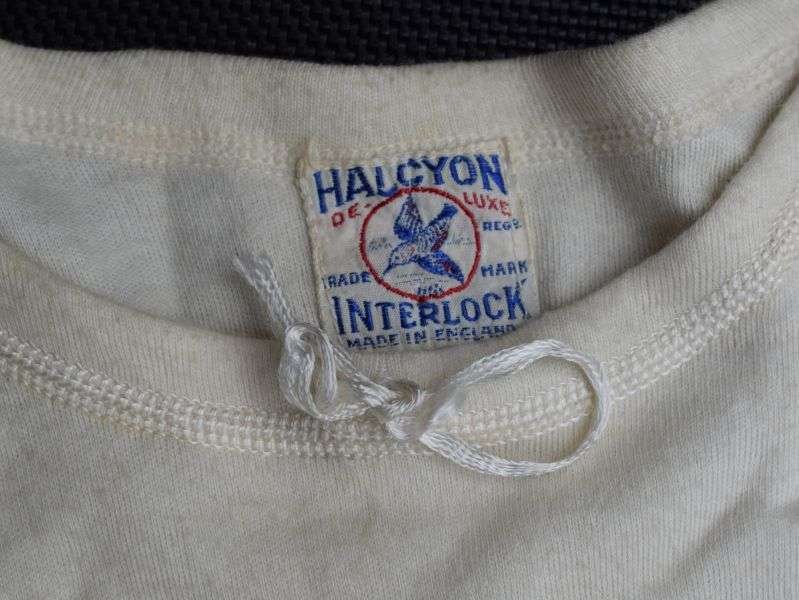 HALCYON
DE-LUXE
REGD.
TRADE MARK
INTERLOCK
MADE IN ENGLAND